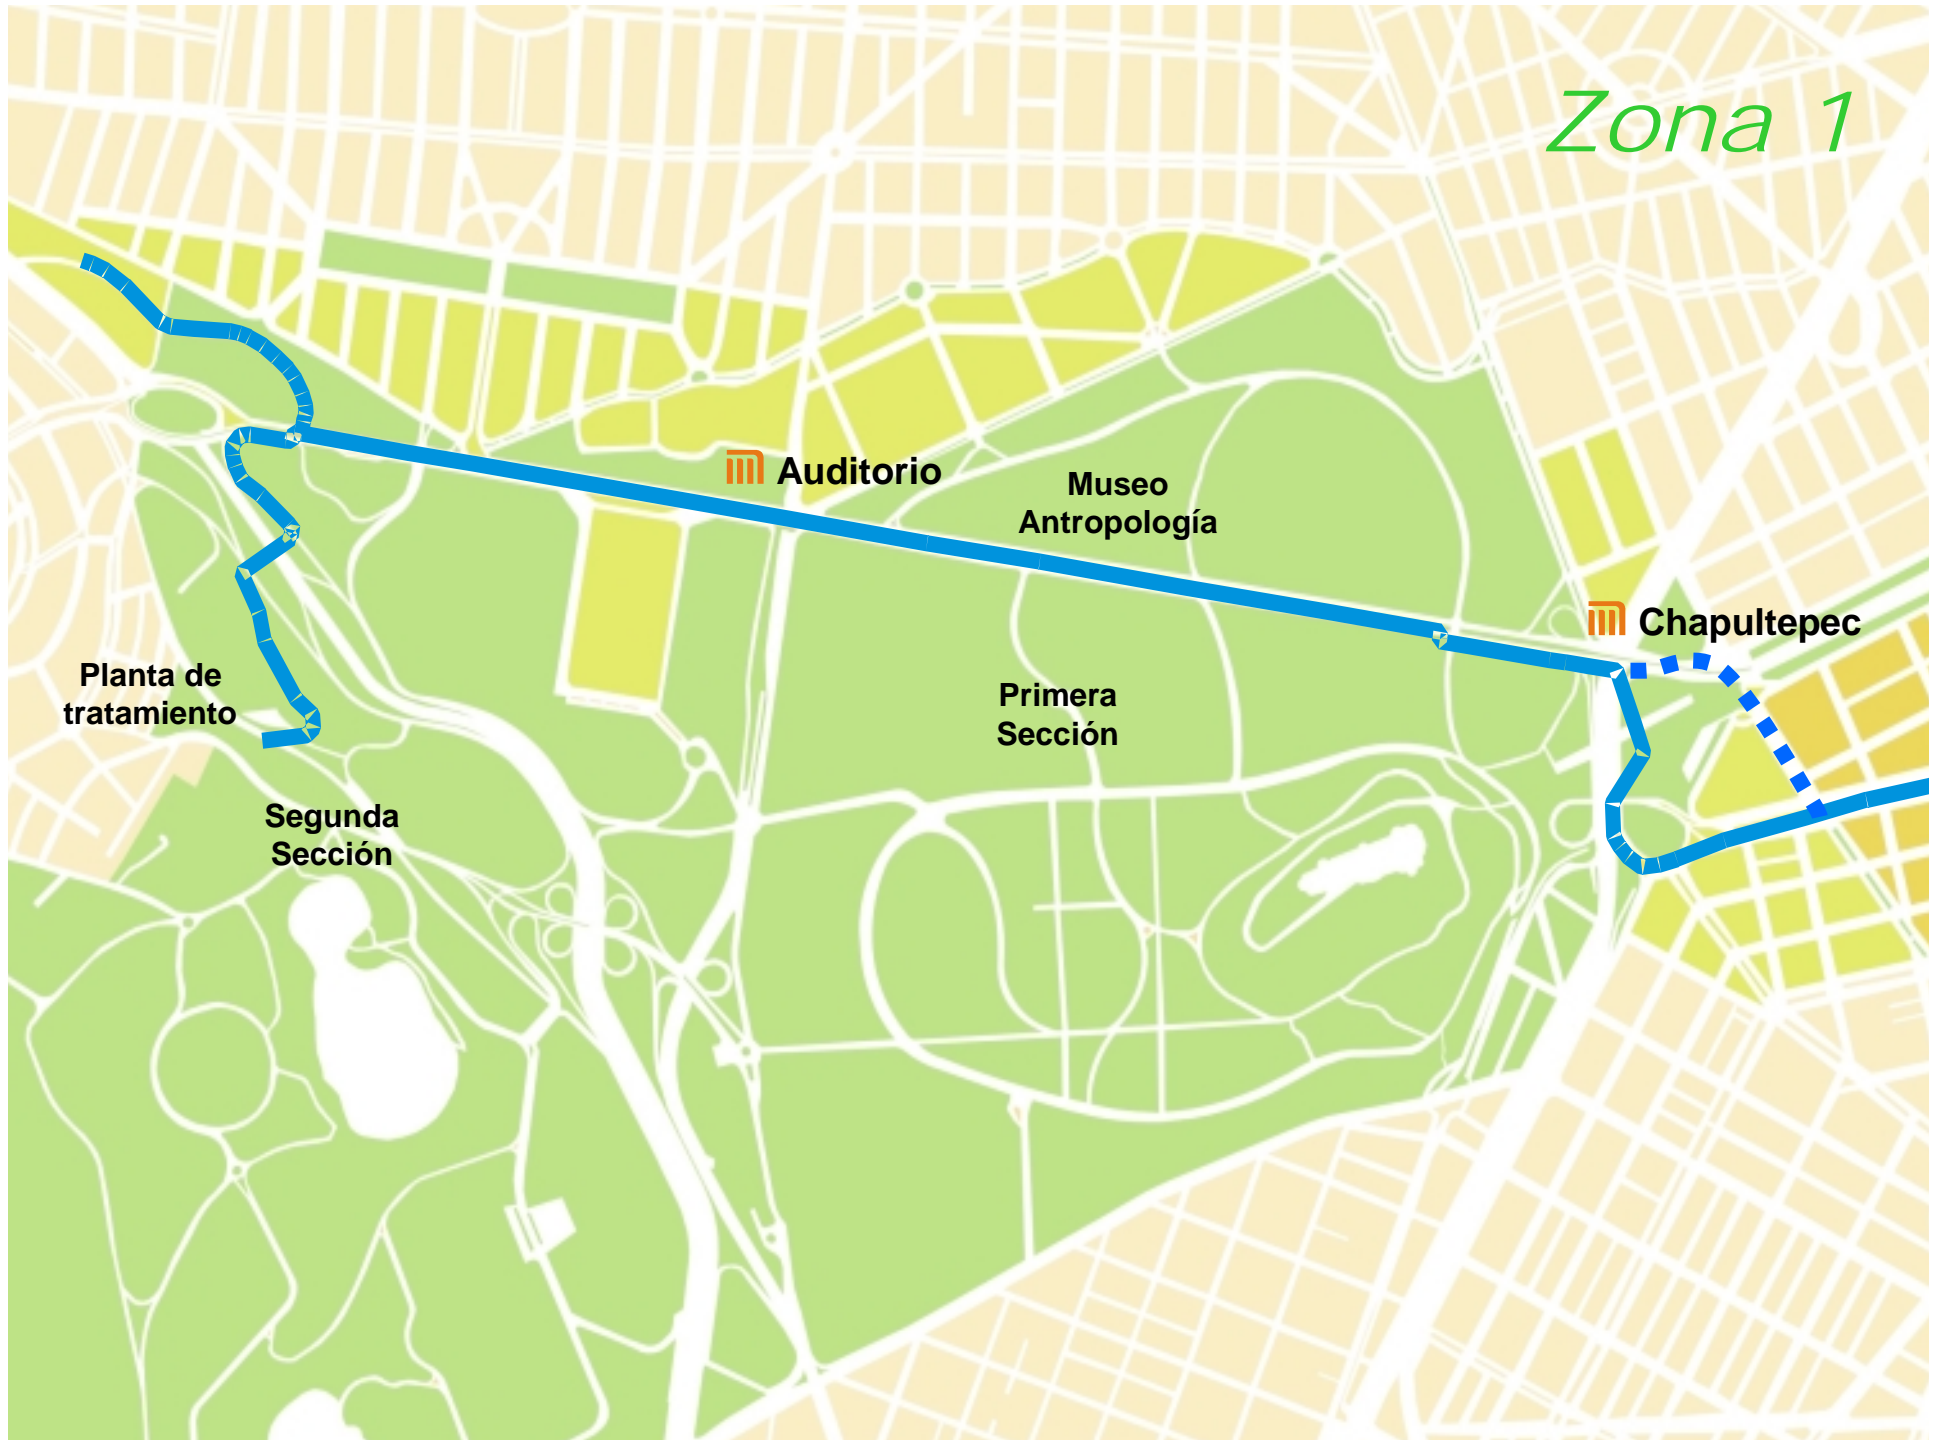 Zona 1
Auditorio
Museo
Antropología
Chapultepec
Planta de
tratamiento
Primera
Sección
Segunda
Sección